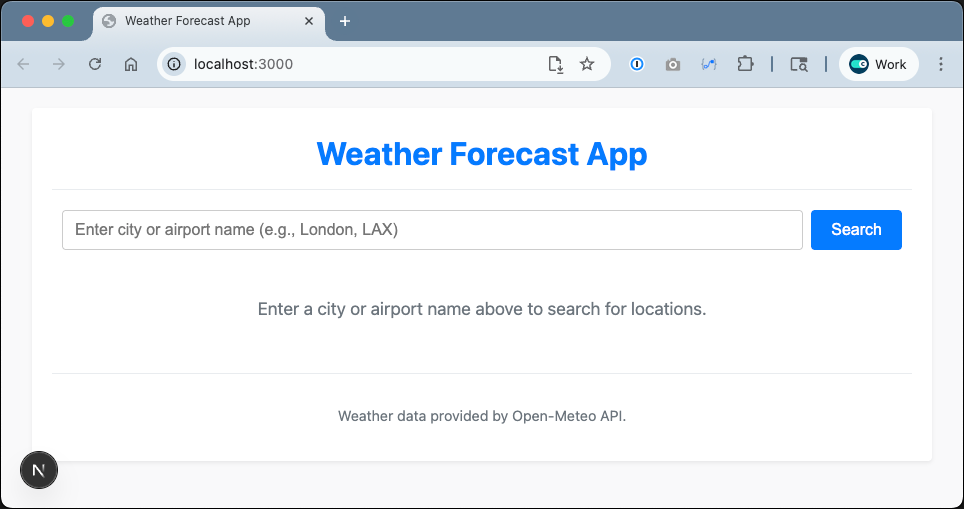 Weather Forecast App
localhost:3000
Work
Weather Forecast App
Enter city or airport name (e.g., London, LAX)
Search
Enter a city or airport name above to search for locations.
Weather data provided by Open-Meteo API.
N